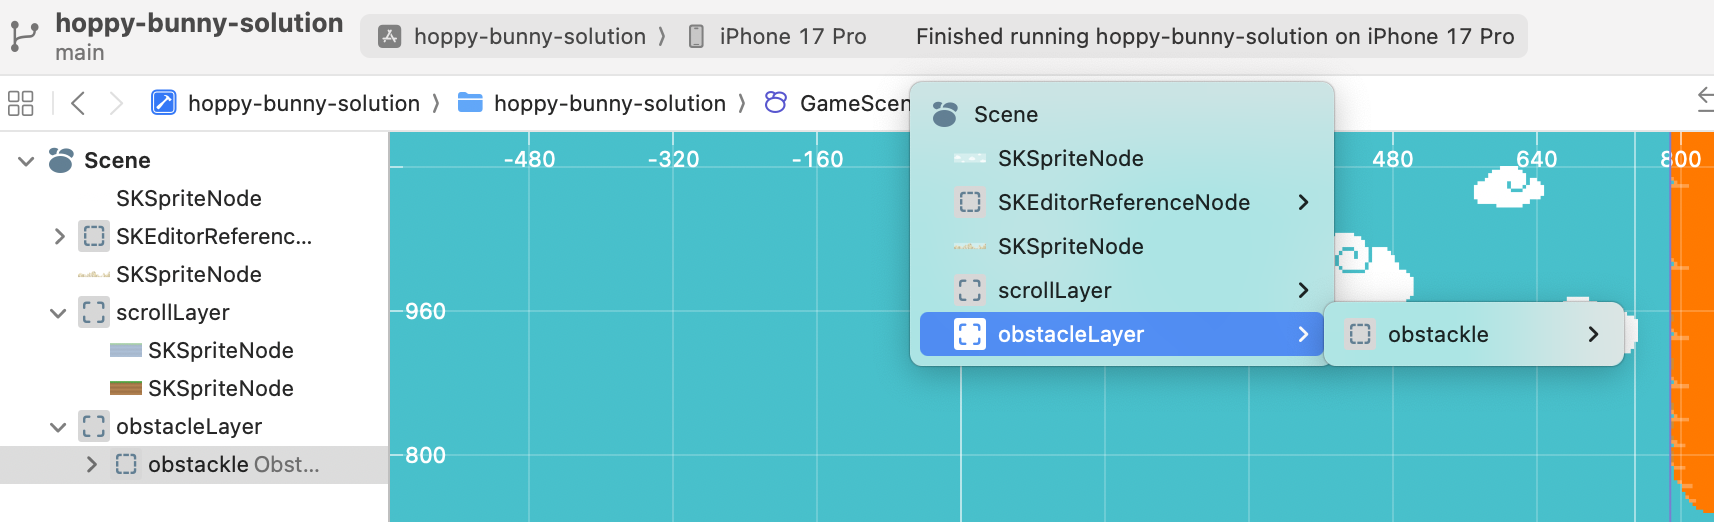 hoppy-bunny-solution
main
hoppy-bunny-solution
iPhone 17 Pro
Finished running hoppy-bunny-solution on iPhone 17 Pro
hoppy-bunny-solution
hoppy-bunny-solution
GameScen
Scene
SKSpriteNode
SKEditorReferenc...
SKSpriteNode
scrollLayer
SKSpriteNode
SKSpriteNode
obstacleLayer
obstackle Obst...
-480
-320
-160
480
640
800
960
800
Scene
SKSpriteNode
SKEditorReferenceNode
SKSpriteNode
scrollLayer
obstacleLayer
obstackle